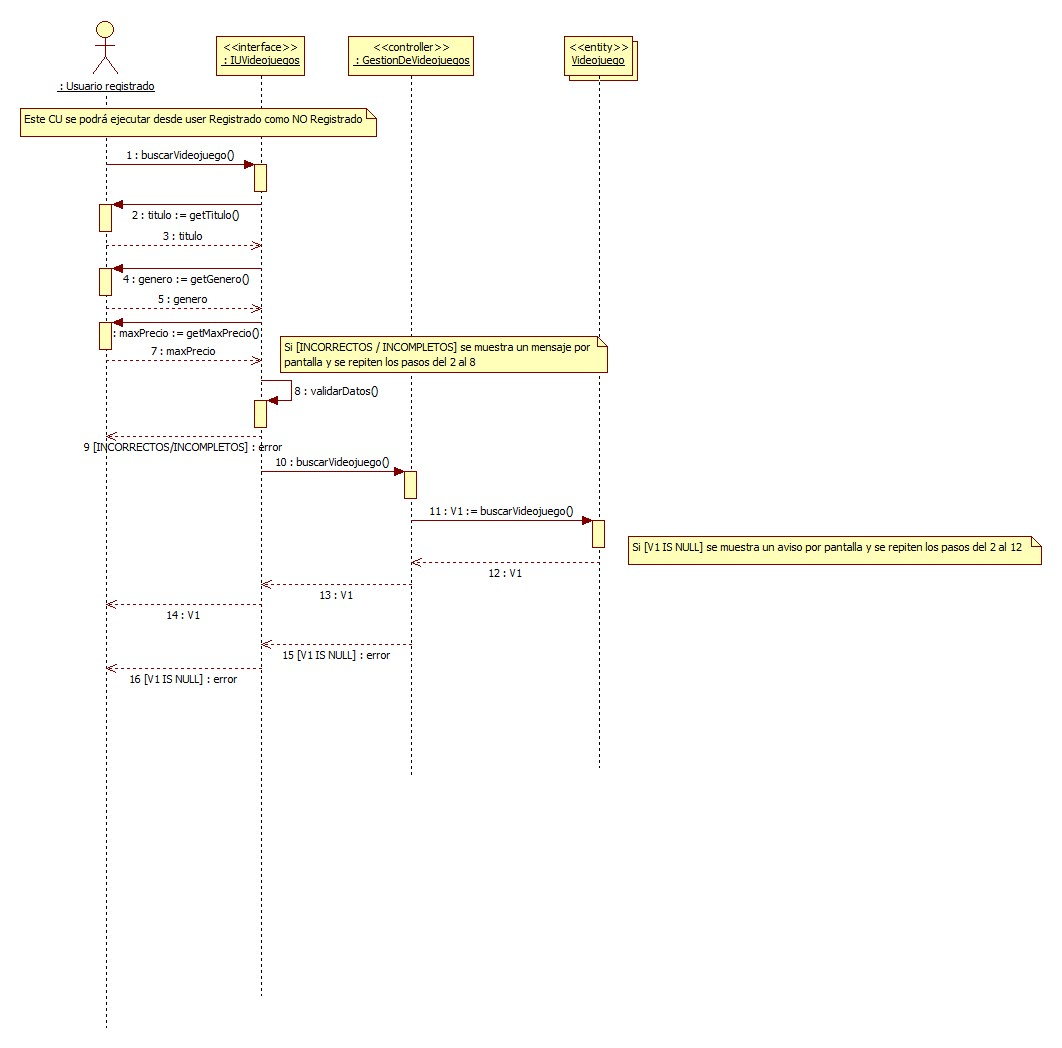 <<interface>>
: IUVideojuegos
<<controller>>
: GestionDeVideojuegos
<<entity>>
Videojuego
: Usuario registrado
Este CU se podrá ejecutar desde user Registrado como NO Registrado
1 : buscarVideojuego()
2 : titulo := getTitulo()
3 : titulo
4 : genero := getGenero()
5 : genero
: maxPrecio := getMaxPrecio()
7 : maxPrecio
Si [INCORRECTOS / INCOMPLETOS] se muestra un mensaje por
pantalla y se repiten los pasos del 2 al 8
8 : validarDatos()
9 [INCORRECTOS/INCOMPLETOS] : error
10 : buscarVideojuego()
11 : V1 := buscarVideojuego()
Si [V1 IS NULL] se muestra un aviso por pantalla y se repiten los pasos del 2 al 12
12 : V1
13 : V1
14 : V1
15 [V1 IS NULL] : error
16 [V1 IS NULL] : error